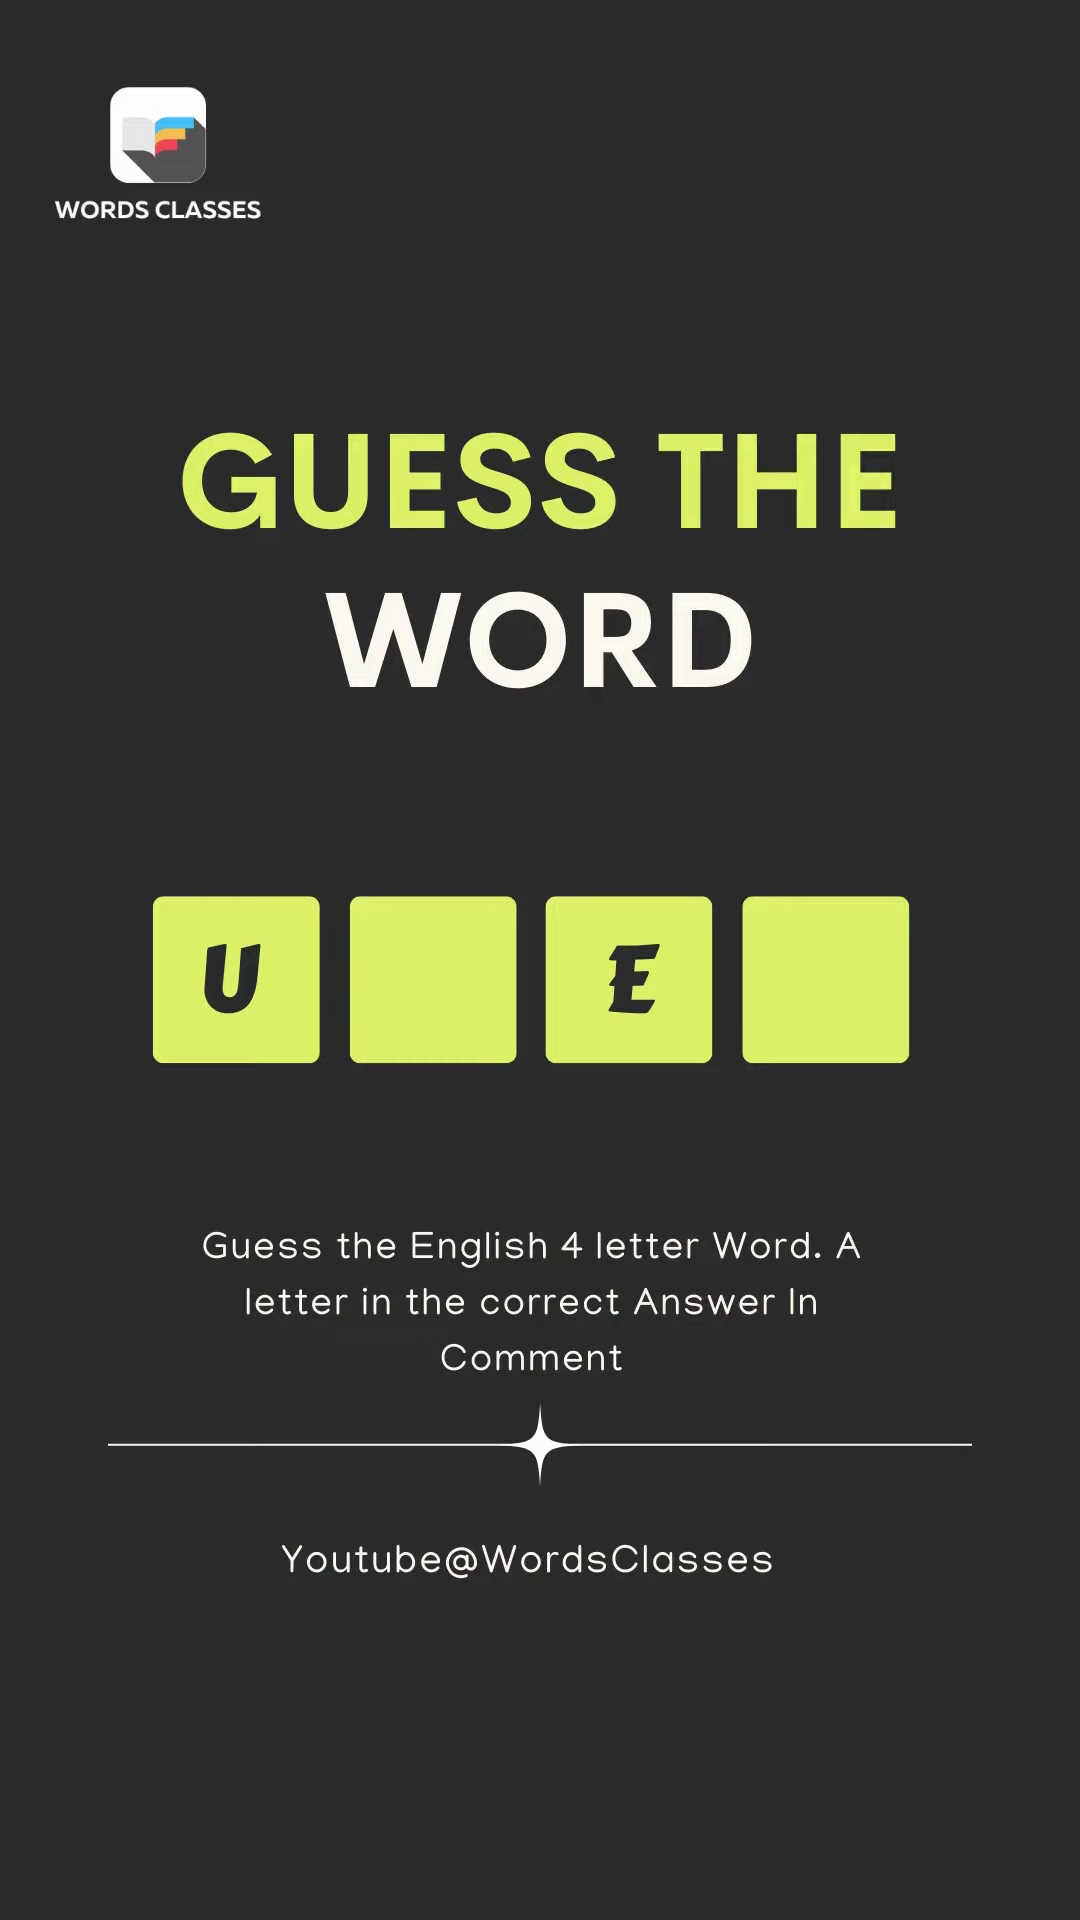 WORDS CLASSES
GUESS THE
WORD
U E
Guess the English 4 letter Word. A
letter in the correct Answer In
Comment
Youtube@WordsClasses